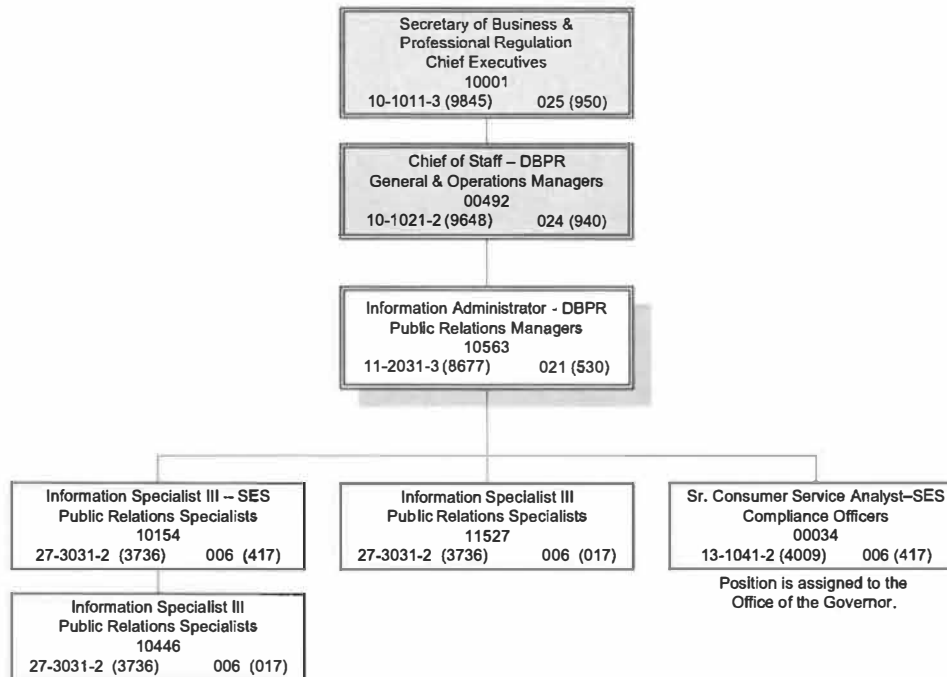 Secretary of Business &
Professional Regulation
Chief Executives
10001
10-1011-3 (9845) 025 (950)
Chief of Staff – DBPR
General & Operations Managers
00492
10-1021-2 (9648) 024 (940)
Information Administrator - DBPR
Public Relations Managers
10563
11-2031-3 (8677) 021 (530)
Information Specialist III – SES
Public Relations Specialists
10154
27-3031-2 (3736) 006 (417)
Information Specialist III
Public Relations Specialists
10446
27-3031-2 (3736) 006 (017)
Information Specialist III
Public Relations Specialists
11527
27-3031-2 (3736) 006 (017)
Sr. Consumer Service Analyst–SES
Compliance Officers
00034
13-1041-2 (4009) 006 (417)
Position is assigned to the
Office of the Governor.